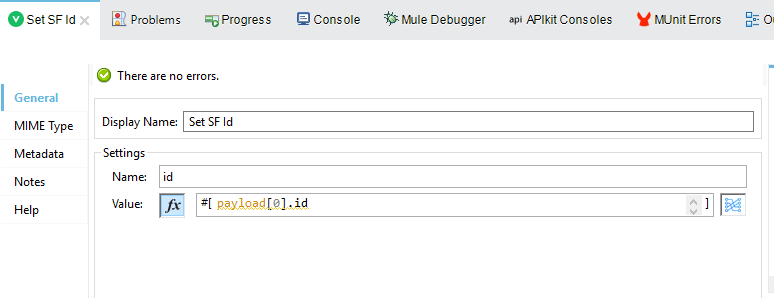 Set SF Id Problems Progress Console Mule Debugger api APIkit Consoles MUnit Errors
There are no errors.
General
MIME Type
Metadata
Notes
Help
Display Name: Set SF Id
Settings
Name: id
Value: fx #[ payload[0].id ]